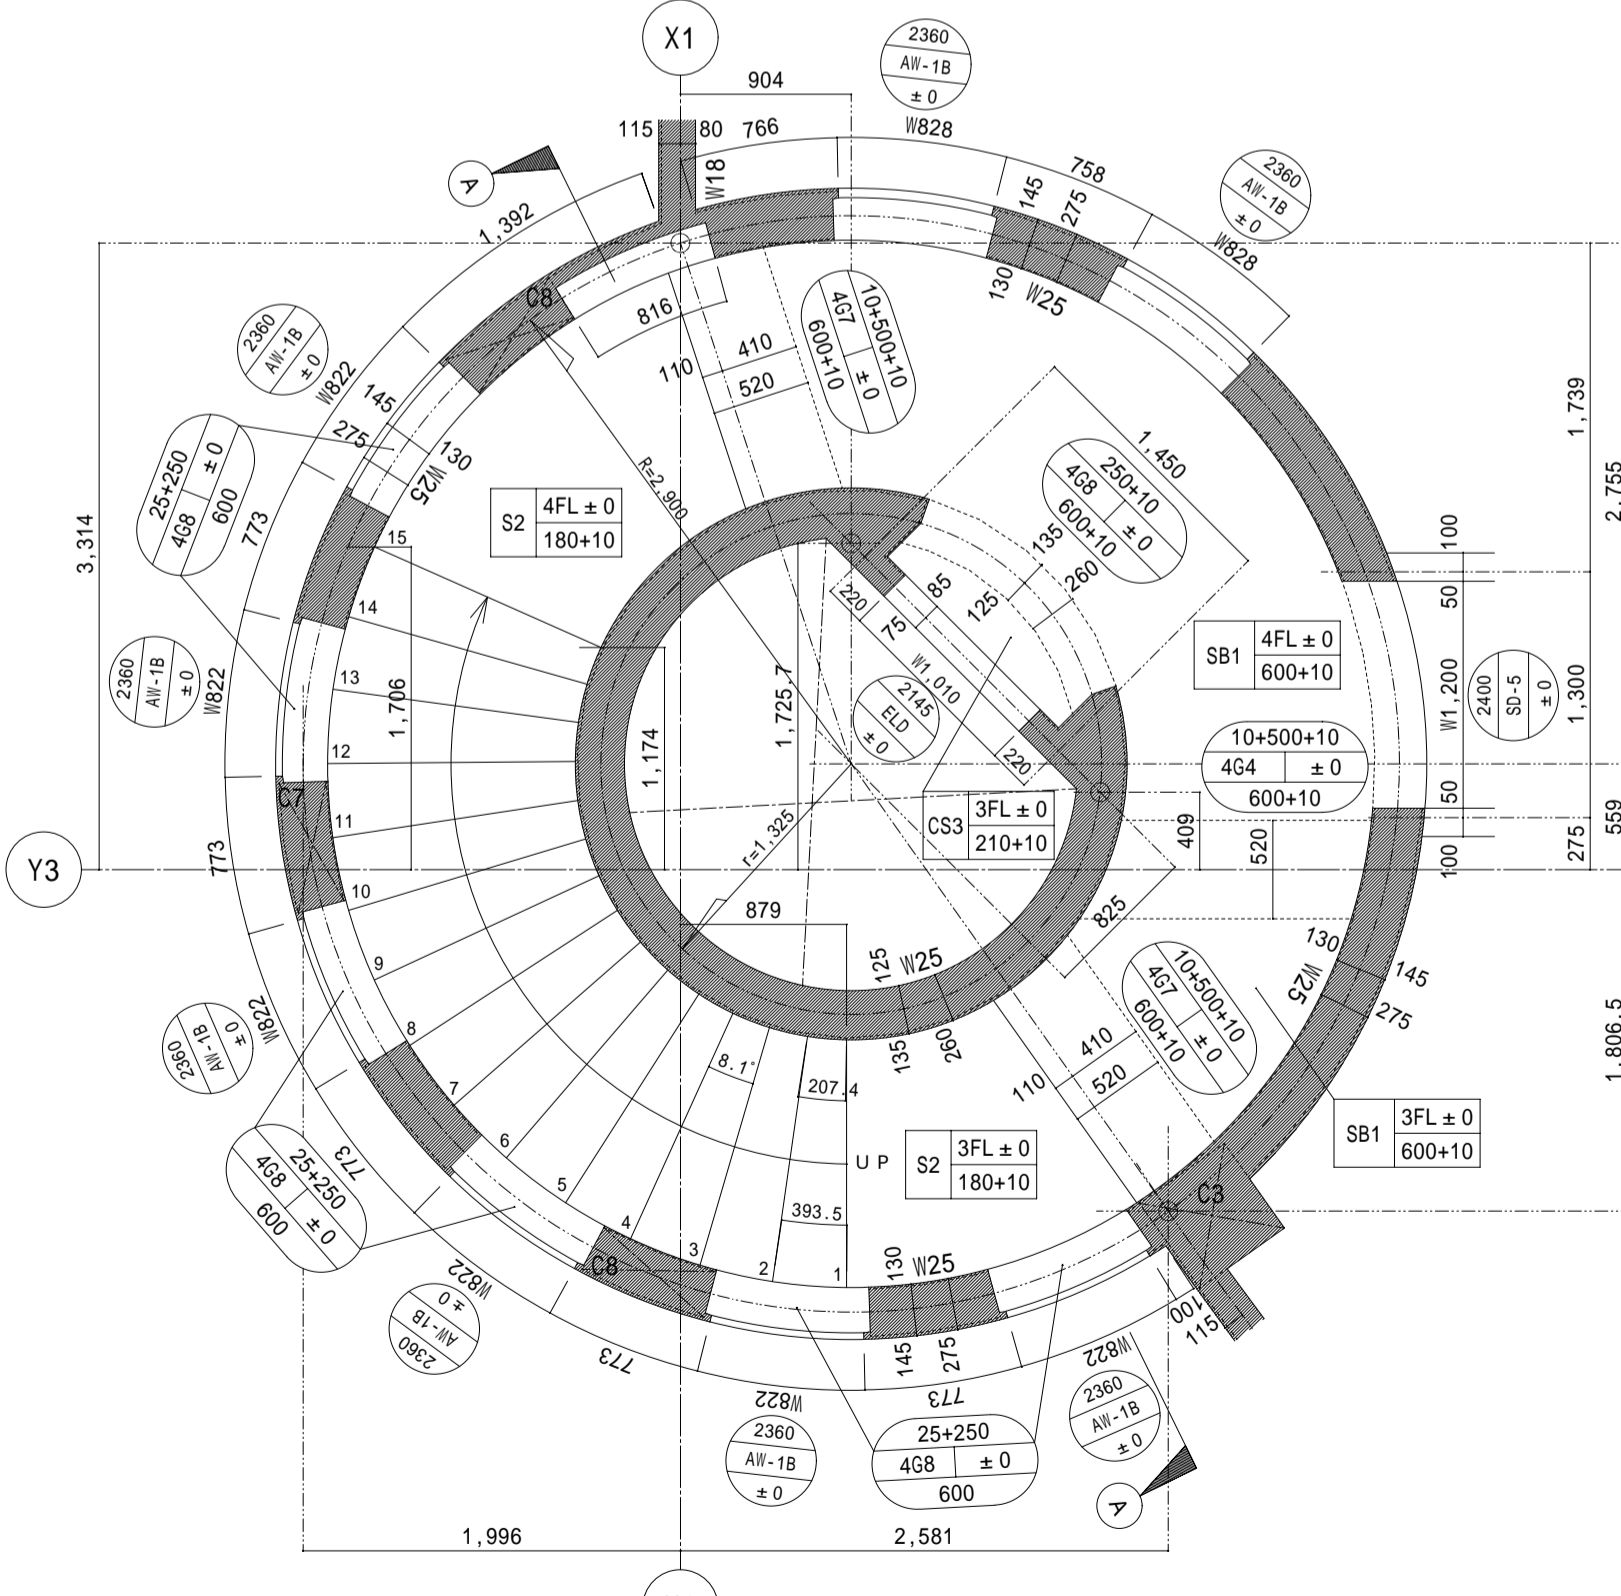 X1
904
2360
AW-1B
±0
W828
115
80
766
W18
A
1,392
758
145
275
2360
AW-1B
±0
W828
130
W25
C8
816
110
410
520
10+500+10
4G7
±0
600+10
2360
AW-1B
±0
W822
145
275
130
W25
R=2,900
25+250
4G8
±0
600
773
S2
4FL±0
180+10
1,450
250+10
4G8
±0
600+10
1,739
2,755
3,314
135
260
85
125
220
75
W1,010
2145
ELD
±0
220
100
50
W1,200
1,300
50
100
2400
SD-5
±0
SB1
4FL±0
600+10
10+500+10
4G4
±0
600+10
15
14
13
12
11
10
9
8
7
6
5
4
3
2
1
2360
AW-1B
±0
W822
1,706
1,174
1,725.7
C7
CS3
3FL±0
210+10
r=1,325
409
520
275
559
Y3
773
879
825
125
W25
135
260
130
W25
145
275
10+500+10
4G7
±0
600+10
410
520
110
1,806.5
W822
2360
AW-1B
±0
8.1°
207.4
UP
S2
3FL±0
180+10
SB1
3FL±0
600+10
393.5
773
25+250
4G8
±0
600
C8
C3
130
W25
145
275
100
115
W822
2360
AW-1B
±0
773
W822
2360
AW-1B
±0
773
25+250
4G8
±0
600
W822
2360
AW-1B
±0
A
1,996
2,581